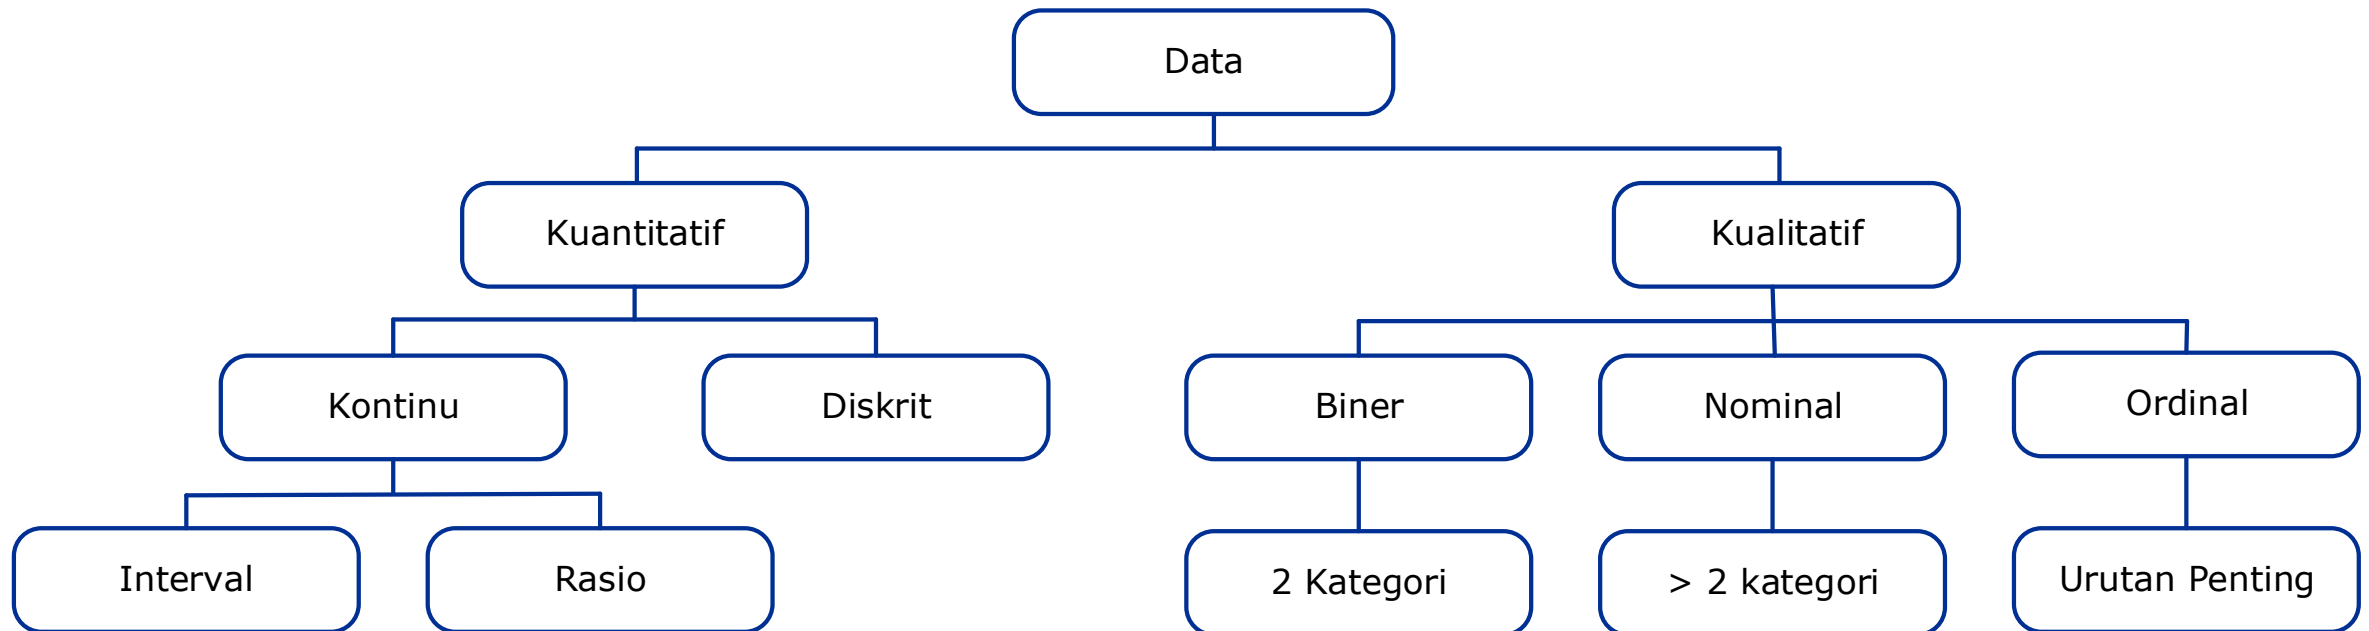 Data
Kuantitatif
Kualitatif
Kontinu
Diskrit
Biner
Nominal
Ordinal
Interval
Rasio
2 Kategori
> 2 kategori
Urutan Penting